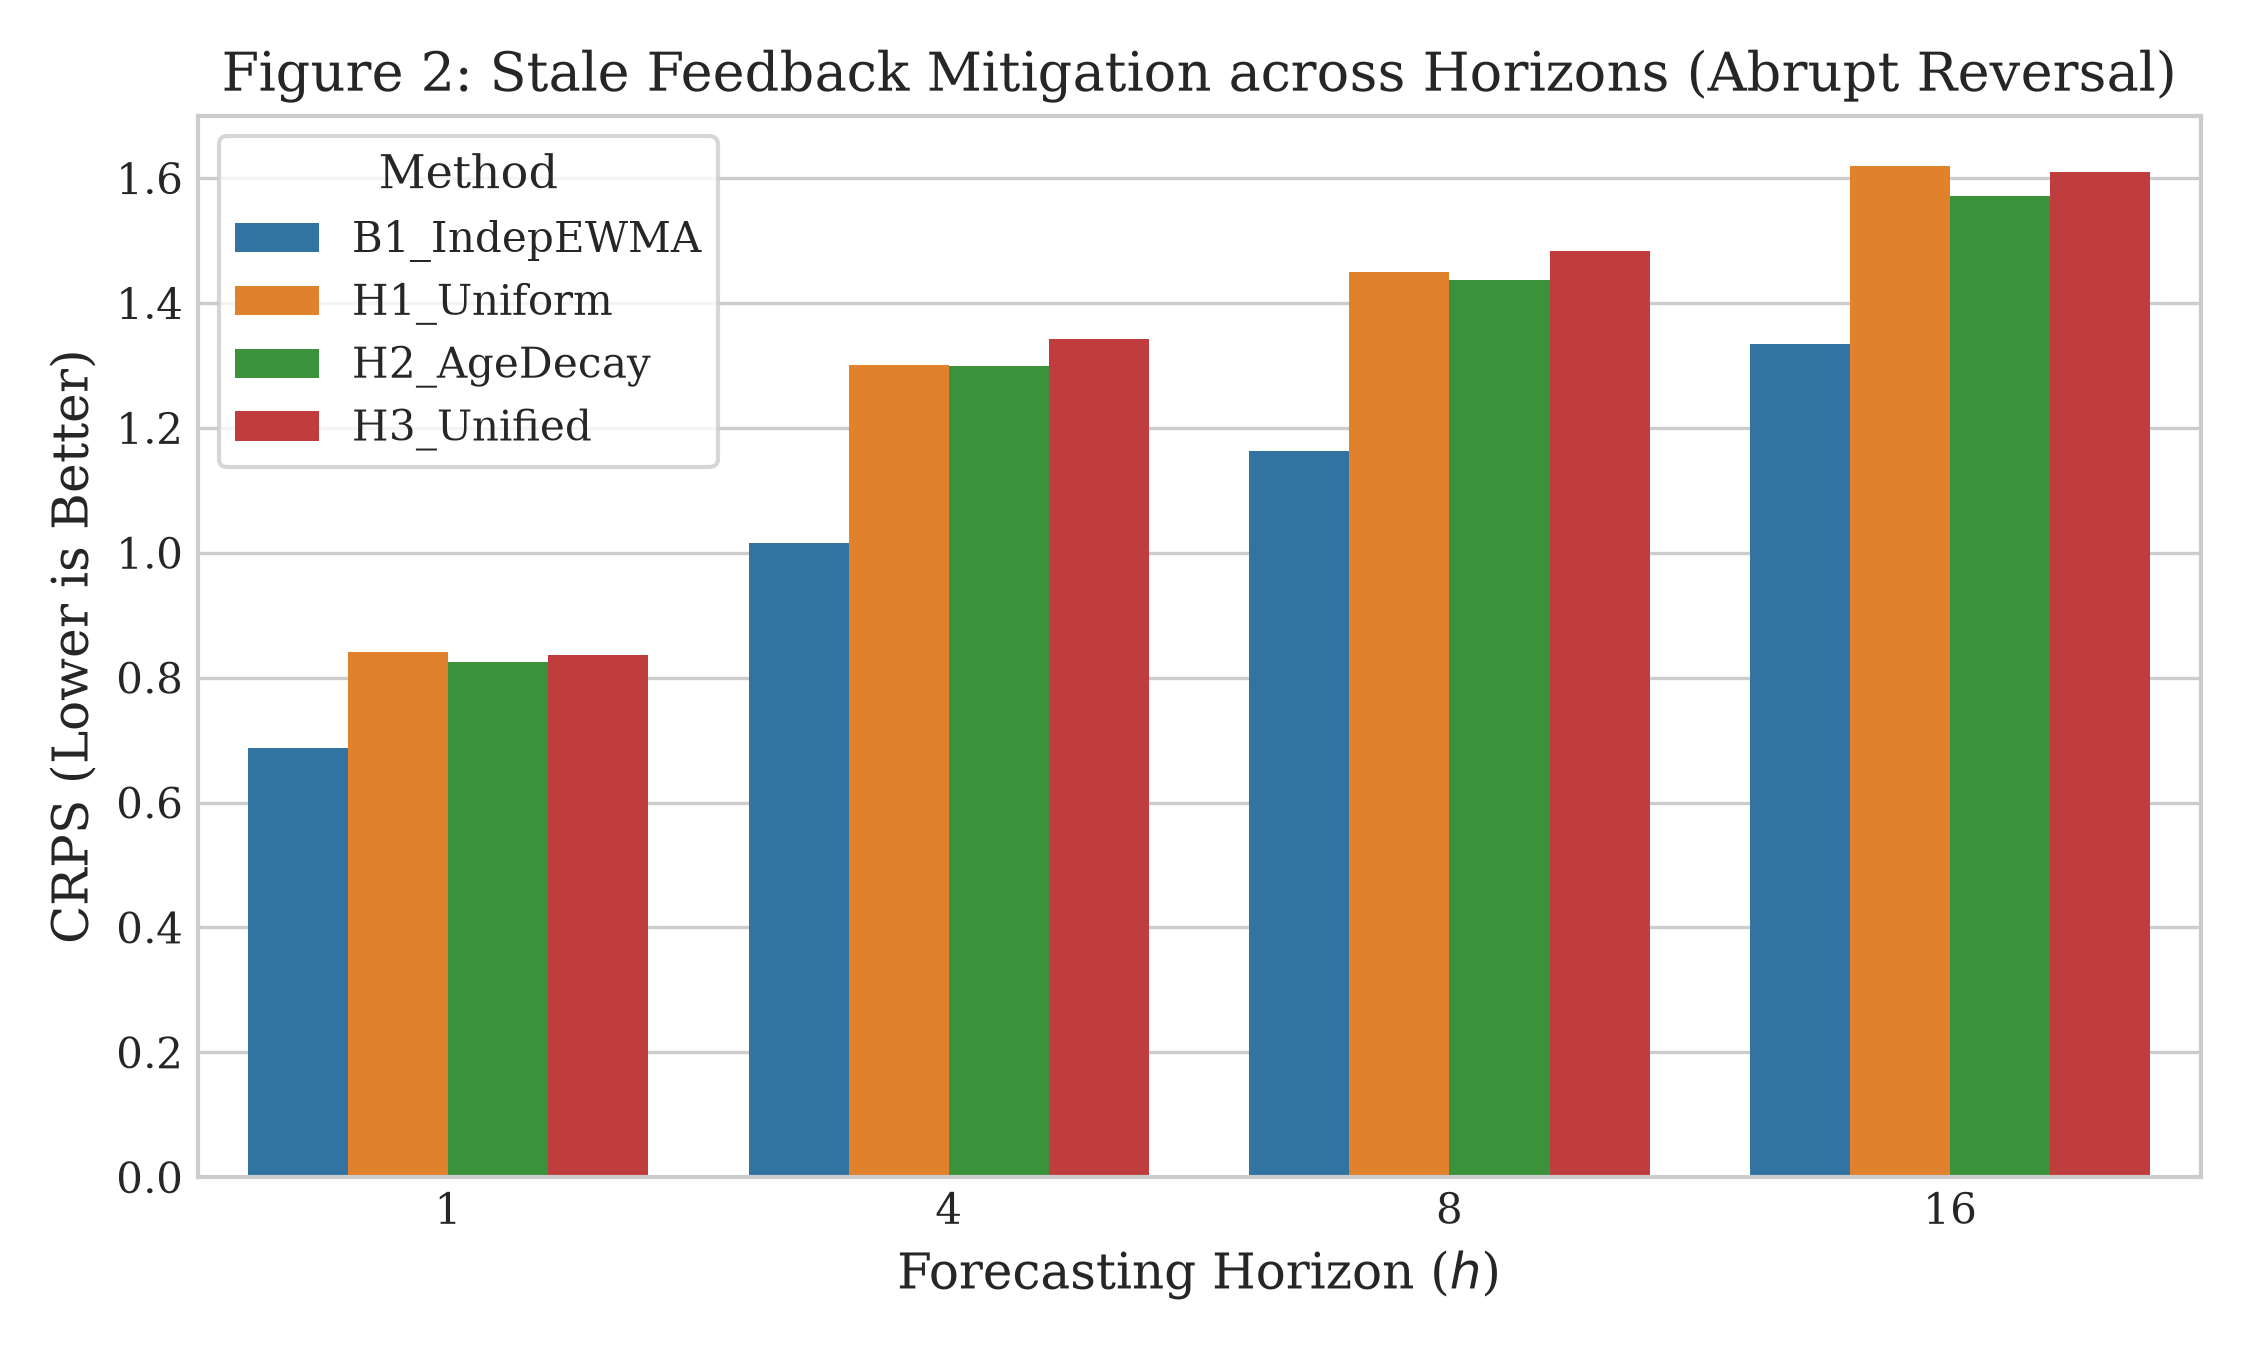 Figure 2: Stale Feedback Mitigation across Horizons (Abrupt Reversal)
Method
B1_IndepEWMA
H1_Uniform
H2_AgeDecay
H3_Unified
CRPS (Lower is Better)
1.6
1.4
1.2
1.0
0.8
0.6
0.4
0.2
0.0
1 4 8 16
Forecasting Horizon (h)